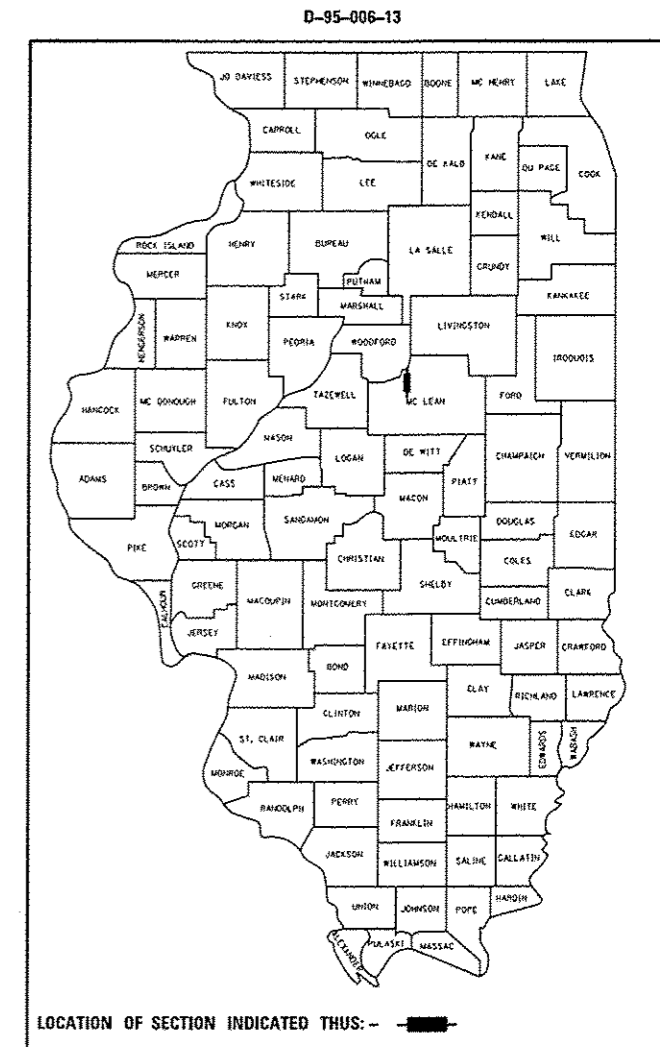 D-95-006-13
JO DAVIESS STEPHENSON WINNEBAGO BOONE MC HENRY LAKE
CARROLL OGLE DE KALB KANE DU PAGE COOK
WHITESIDE LEE KENDALL WILL
ROCK ISLAND HENRY BUREAU LA SALLE GRUNDY
MERCER PUTNAM KANKAKEE
STARK MARSHALL LIVINGSTON
HENDERSON WARREN KNOX PEORIA WOODFORD IROQUOIS
HANCOCK MC DONOUGH FULTON TAZEWELL MC LEAN FORD
SCHUYLER MASON LOGAN DE WITT CHAMPAIGN VERMILION
ADAMS BROWN CASS MENARD MACON PIATT
PIKE SCOTT MORGAN SANGAMON MOULTRIE DOUGLAS EDGAR
CHRISTIAN COLES
GREENE MACOUPIN MONTGOMERY SHELBY CUMBERLAND CLARK
CALHOUN JERSEY FAYETTE EFFINGHAM JASPER CRAWFORD
MADISON BOND CLAY RICHLAND LAWRENCE
CLINTON MARION
ST. CLAIR WASHINGTON WAYNE EDWARDS WABASH
MONROE JEFFERSON
RANDOLPH PERRY HAMILTON WHITE
FRANKLIN
JACKSON WILLIAMSON SALINE GALLATIN
UNION JOHNSON POPE HARDIN
ALEXANDER PULASKI MASSAC
LOCATION OF SECTION INDICATED THUS: -